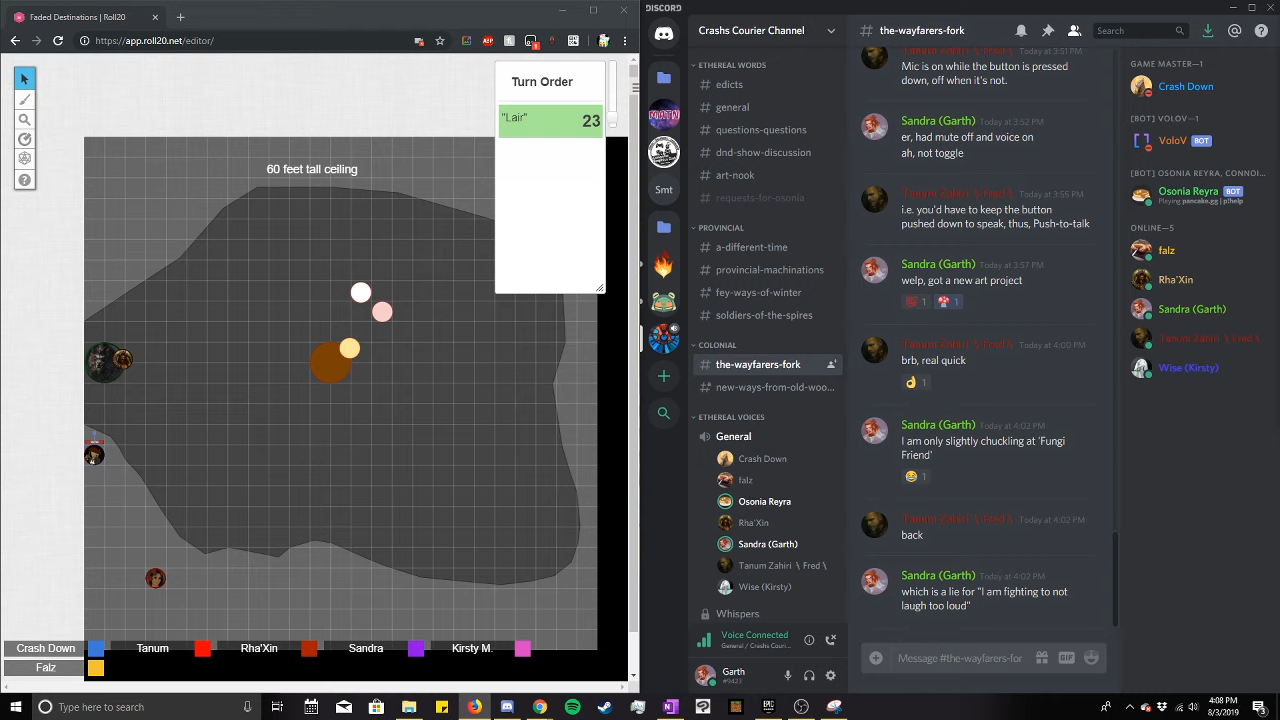 Faded Destinations | Roll20
https://app.roll20.net/editor/
Turn Order
"Lair" 23
60 feet tall ceiling
Crash Down
Tanum
Rha'Xin
Sandra
Kirsty M.
Falz
DISCORD
Crashs Courier Channel
ETHEREAL WORDS
edicts
general
questions-questions
dnd-show-discussion
art-nook
requests-for-osonia
PROVINCIAL
a-different-time
provincial-machinations
fey-ways-of-winter
soldiers-of-the-spires
COLONIAL
the-wayfarers-fork
new-ways-from-old-woo...
ETHEREAL VOICES
General
Crash Down
falz
Osonia Reyra
Rha'Xin
Sandra (Garth)
Tanum Zahiri \ Fred \
Wise (Kirsty)
Whispers
Voice Connected
General / Crashs Couri...
Garth
#9423
Smt
the-wayfarers-fork
Search
Tanum Zahiri \ Fred \ Today at 3:51 PM
Mic is on while the button is
pressed down, off when it's not.
Sandra (Garth) Today at 3:52 PM
er, had mute off and voice on
ah, not toggle
Tanum Zahiri \ Fred \ Today at 3:55 PM
i.e. you'd have to keep the button
pushed down to speak, thus, Push-to-talk
Sandra (Garth) Today at 3:57 PM
welp, got a new art project
1 1
Tanum Zahiri \ Fred \ Today at 4:00 PM
brb, real quick
1
Sandra (Garth) Today at 4:02 PM
I am only slightly chuckling at 'Fungi
Friend'
1
Tanum Zahiri \ Fred \ Today at 4:02 PM
back
Sandra (Garth) Today at 4:02 PM
which is a lie for "I am fighting to not
laugh too loud"
Message #the-wayfarers-for
GIF
GAME MASTER—1
Crash Down
[BOT] VOLOV—1
VoloV BOT
[BOT] OSONIA REYRA, CONNOI...
Osonia Reyra BOT
Playing pancake.gg | p!help
ONLINE—5
falz
Rha'Xin
Sandra (Garth)
Tanum Zahiri \ Fred \
Wise (Kirsty)
Type here to search
4:08 PM
8/3/2019